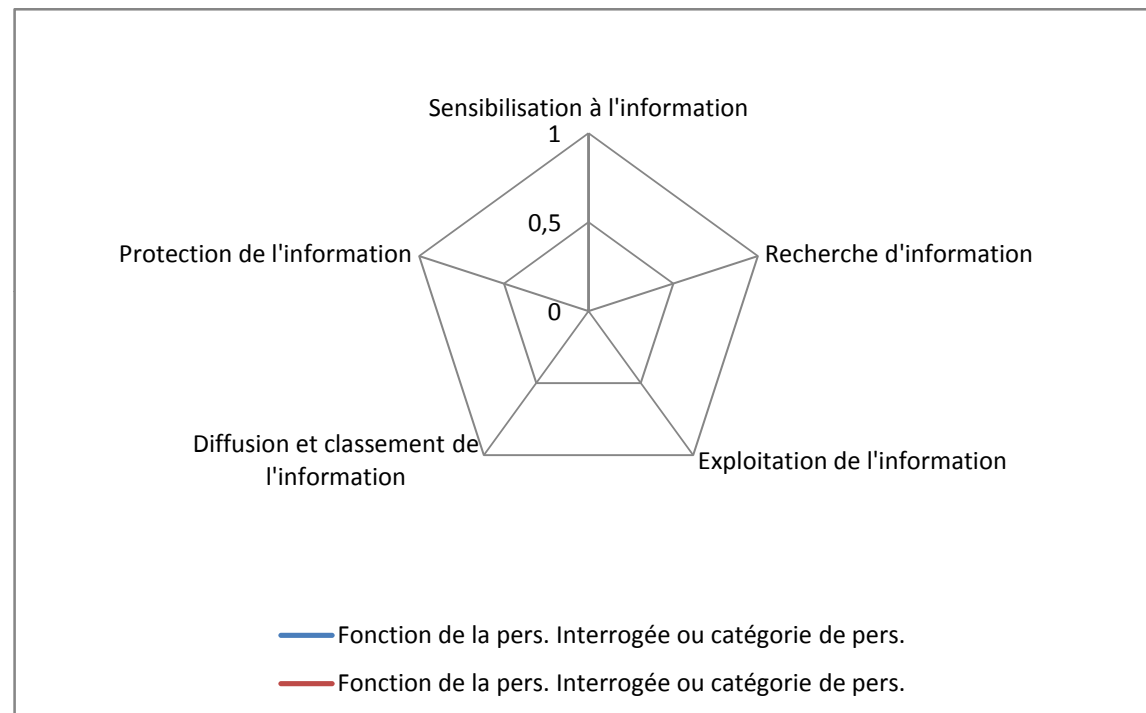 Sensibilisation à l'information
1
0,5
0
Protection de l'information
Recherche d'information
Diffusion et classement de
l'information
Exploitation de l'information
Fonction de la pers. Interrogée ou catégorie de pers.
Fonction de la pers. Interrogée ou catégorie de pers.